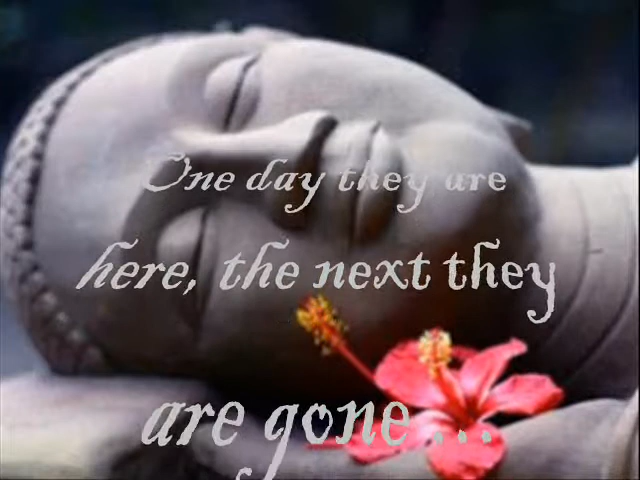 One day they are
here, the next they
are gone ...